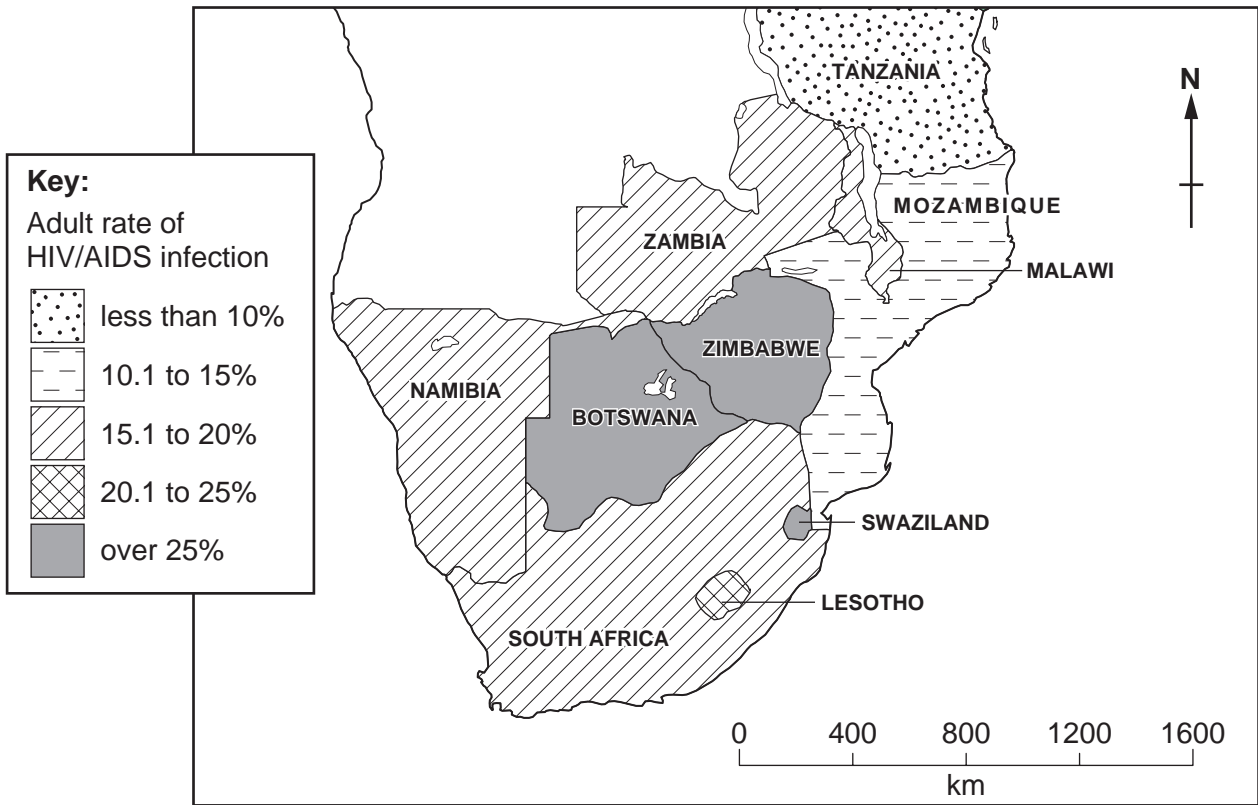 TANZANIA
N
Key:
Adult rate of
HIV/AIDS infection
less than 10%
10.1 to 15%
15.1 to 20%
20.1 to 25%
over 25%
MOZAMBIQUE
ZAMBIA
MALAWI
ZIMBABWE
NAMIBIA
BOTSWANA
SWAZILAND
LESOTHO
SOUTH AFRICA
0 400 800 1200 1600
km